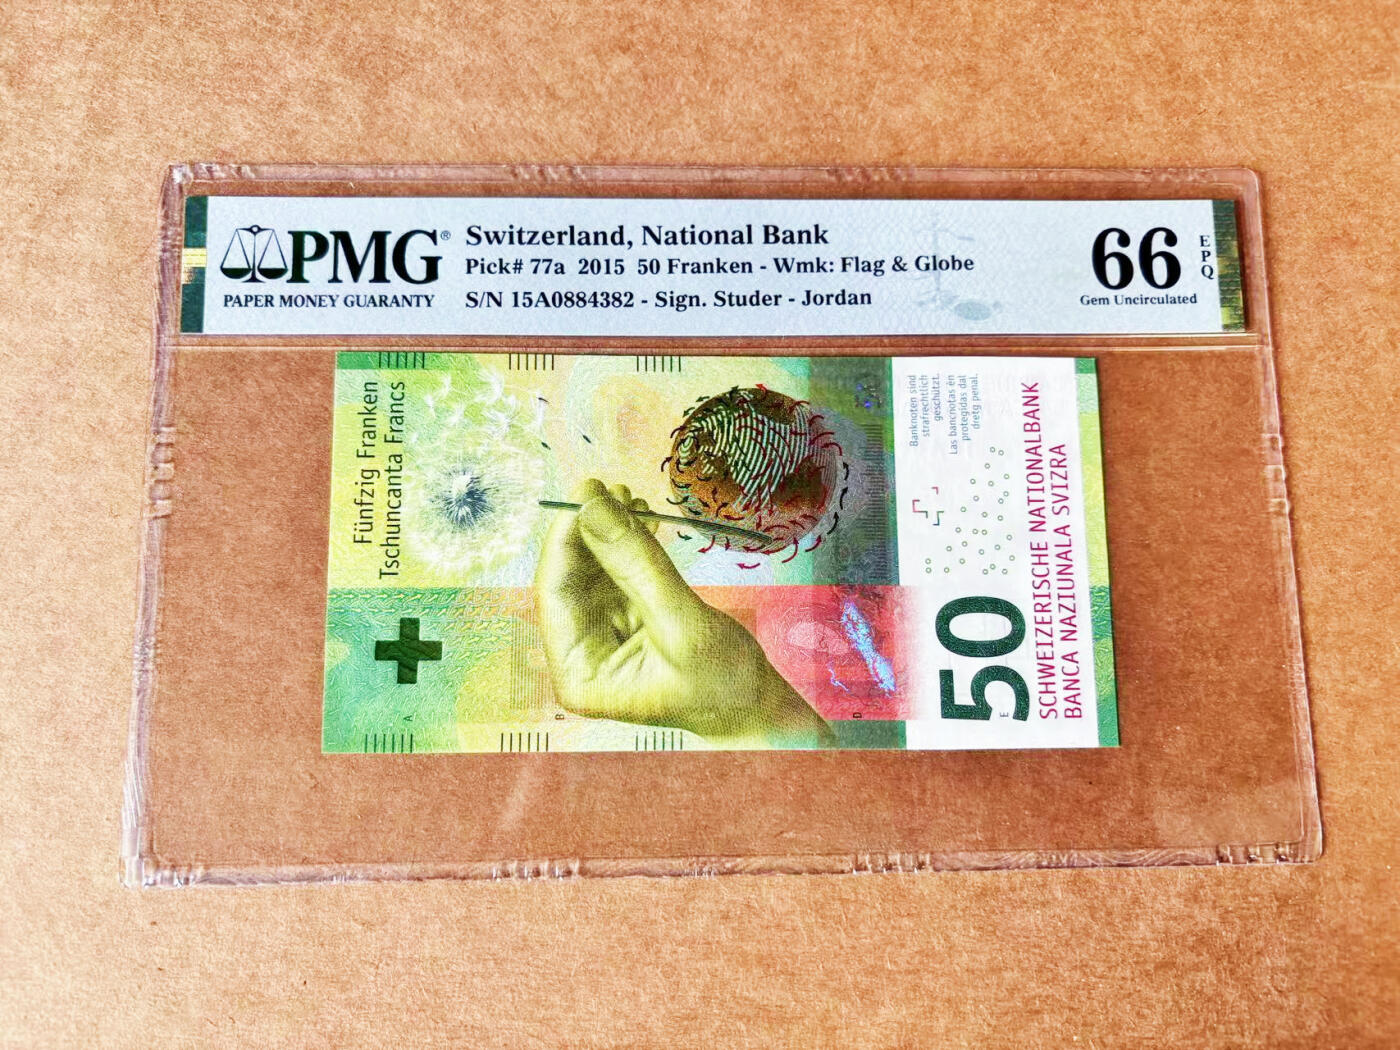 PMG®
PAPER MONEY GUARANTY
Switzerland, National Bank
Pick# 77a 2015 50 Franken - Wmk: Flag & Globe
S/N 15A0884382 - Sign. Studer - Jordan
66
Gem Uncirculated
EPQ
Fünfzig Franken
Tschuncanta Francs
Banknoten sind
strafrechtlich
geschützt.
Las bancnotas èn
protegidas dal
dretg penal.
50
SCHWEIZERISCHE NATIONALBANK
BANCA NAZIUNALA SVIZRA
A
B
D
E